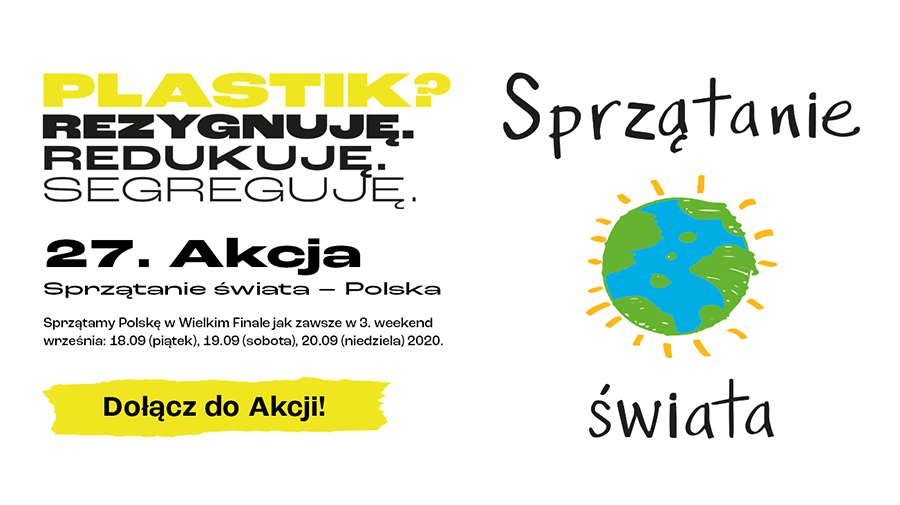 PLASTIK?
REZYGNUJĘ.
REDUKUJĘ.
SEGREGUJĘ.
27. Akcja
Sprzątanie świata – Polska
Sprzątamy Polskę w Wielkim Finale jak zawsze w 3. weekend
września: 18.09 (piątek), 19.09 (sobota), 20.09 (niedziela) 2020.
Dołącz do Akcji!
Sprzątanie
świata